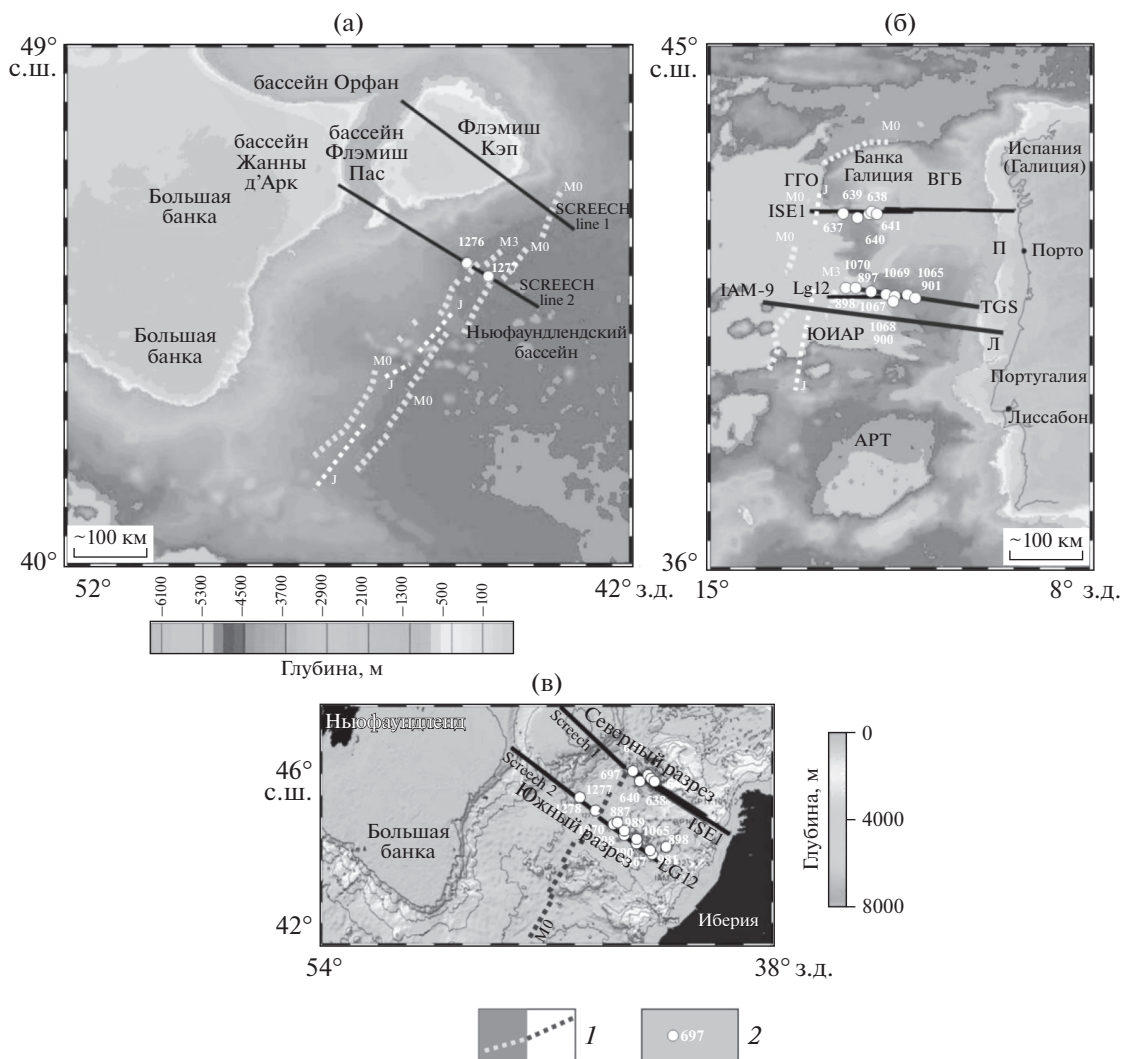 (а)
49°
с.ш.
бассейн Орфан
Флэмиш
Кэп
бассейн
Флэмиш
Пас
бассейн
Жанны
д'Арк
Большая
банка
M0
SCREECH
line 1
1276
M3
M0
1277
SCREECH
line 2
J
Ньюфаундлендский
бассейн
Большая
банка
M0
J
M0
J
~100 км
40°
52°
42° з.д.
–6100
–5300
–4500
–3700
–2900
–2100
–1300
–500
–100
Глубина, м
(б)
45°
с.ш.
M0
Испания
(Галиция)
Банка
Галиция
ГГО
ВГБ
J
M0
639
638
ISE1
637
641
640
M0
П
Порто
M3
1070
897
1069
1065
901
Lg12
IAM-9
898
1067
TGS
ЮИАР
1068
900
Л
Португалия
J
Лиссабон
АРТ
~100 км
36°
15°
8° з.д.
(в)
Ньюфаундленд
Screech 1
Северный разрез
46°
с.ш.
Screech 2
697
1277
640
638
1278
Южный разрез
887
989
1065
898
ISE1
LG12
Большая
банка
M0
Иберия
42°
54°
38° з.д.
0
4000
8000
Глубина, м
1
697
2